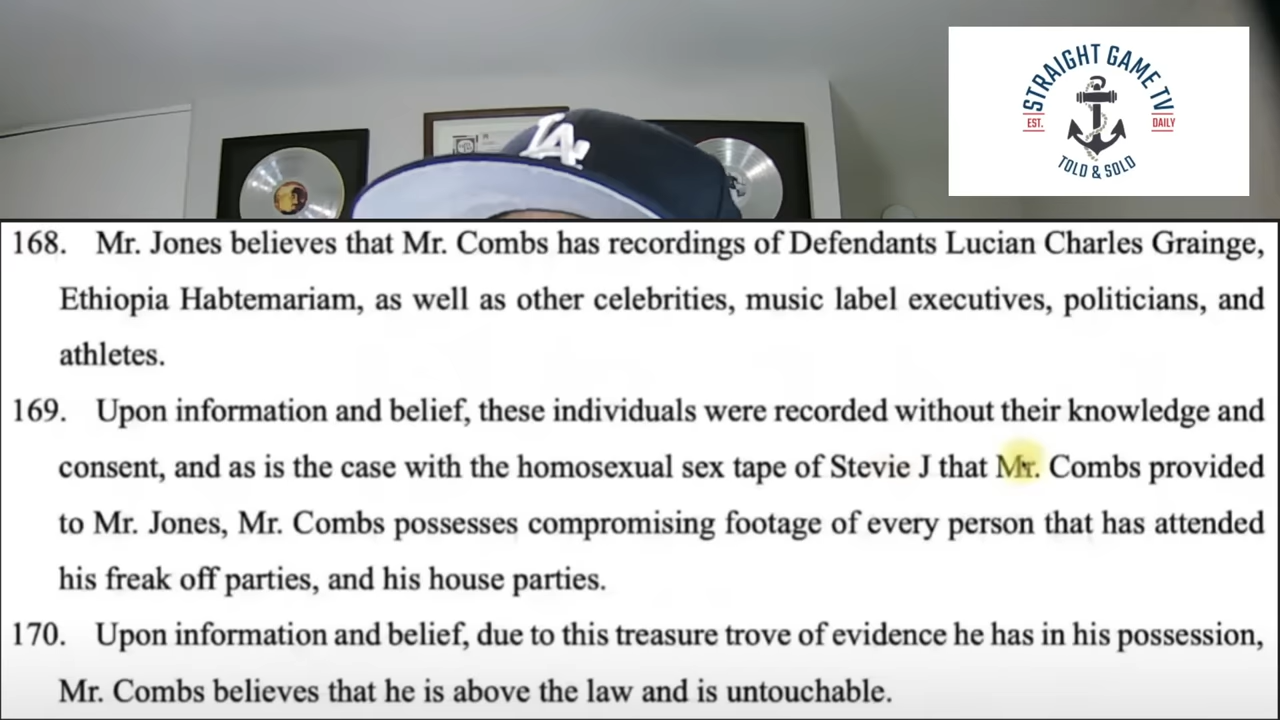 STRAIGHT GAME TV
EST.
DAILY
TOLD & SOLD
LA
168. Mr. Jones believes that Mr. Combs has recordings of Defendants Lucian Charles Grainge,
Ethiopia Habtemariam, as well as other celebrities, music label executives, politicians, and
athletes.
169. Upon information and belief, these individuals were recorded without their knowledge and
consent, and as is the case with the homosexual sex tape of Stevie J that Mr. Combs provided
to Mr. Jones, Mr. Combs possesses compromising footage of every person that has attended
his freak off parties, and his house parties.
170. Upon information and belief, due to this treasure trove of evidence he has in his possession,
Mr. Combs believes that he is above the law and is untouchable.